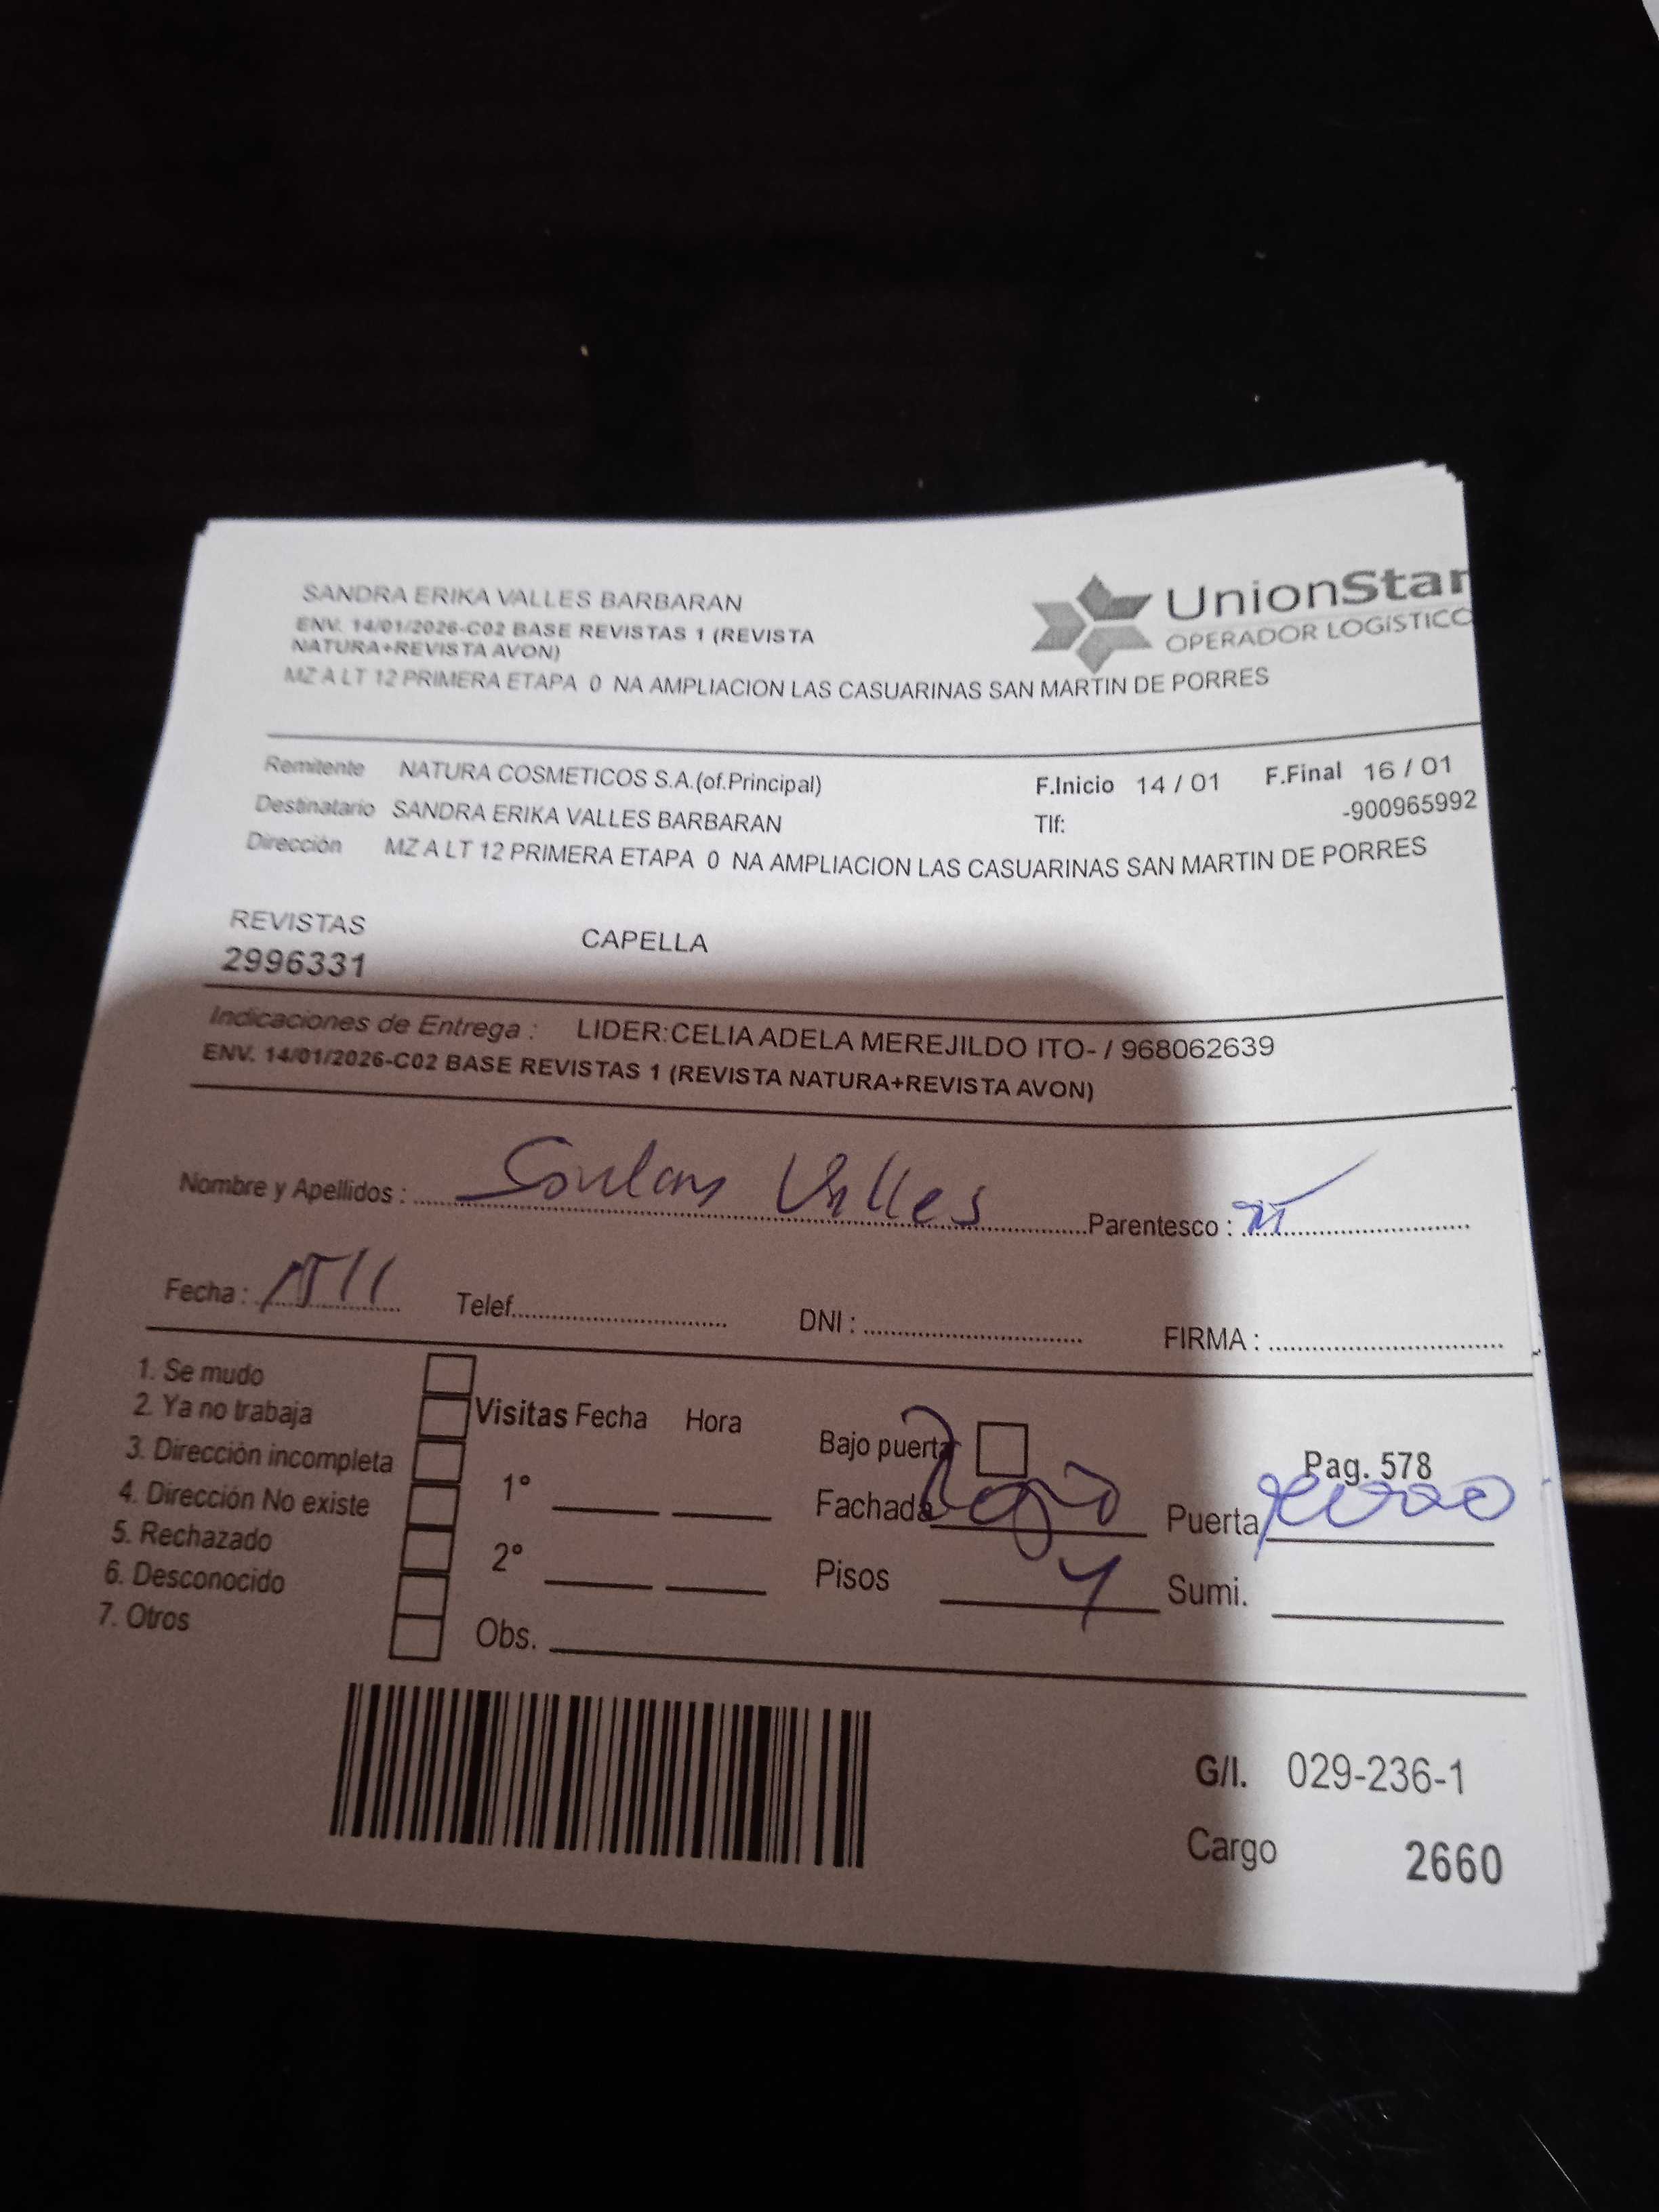 SANDRA ERIKA VALLES BARBARAN
ENV. 14/01/2026-C02 BASE REVISTAS 1 (REVISTA
NATURA+REVISTA AVON)
MZ A LT 12 PRIMERA ETAPA 0 NA AMPLIACION LAS CASUARINAS SAN MARTIN DE PORRES
UnionStar
OPERADOR LOGÍSTICO
Remitente NATURA COSMETICOS S.A.(of.Principal) F.Inicio 14 / 01 F.Final 16 / 01
Destinatario SANDRA ERIKA VALLES BARBARAN Tlf: -900965992
Dirección MZ A LT 12 PRIMERA ETAPA 0 NA AMPLIACION LAS CASUARINAS SAN MARTIN DE PORRES
REVISTAS CAPELLA
2996331
Indicaciones de Entrega : LIDER:CELIA ADELA MEREJILDO ITO- / 968062639
ENV. 14/01/2026-C02 BASE REVISTAS 1 (REVISTA NATURA+REVISTA AVON)
Nombre y Apellidos : Valles Parentesco :
Fecha : Telef. DNI : FIRMA :
1. Se mudo
2. Ya no trabaja
3. Dirección incompleta
4. Dirección No existe
5. Rechazado
6. Desconocido
7. Otros
Visitas Fecha Hora
1°
2°
Obs.
Bajo puerta Pag. 578
Fachada Puerta
Pisos Sumi.
G/I. 029-236-1
Cargo 2660